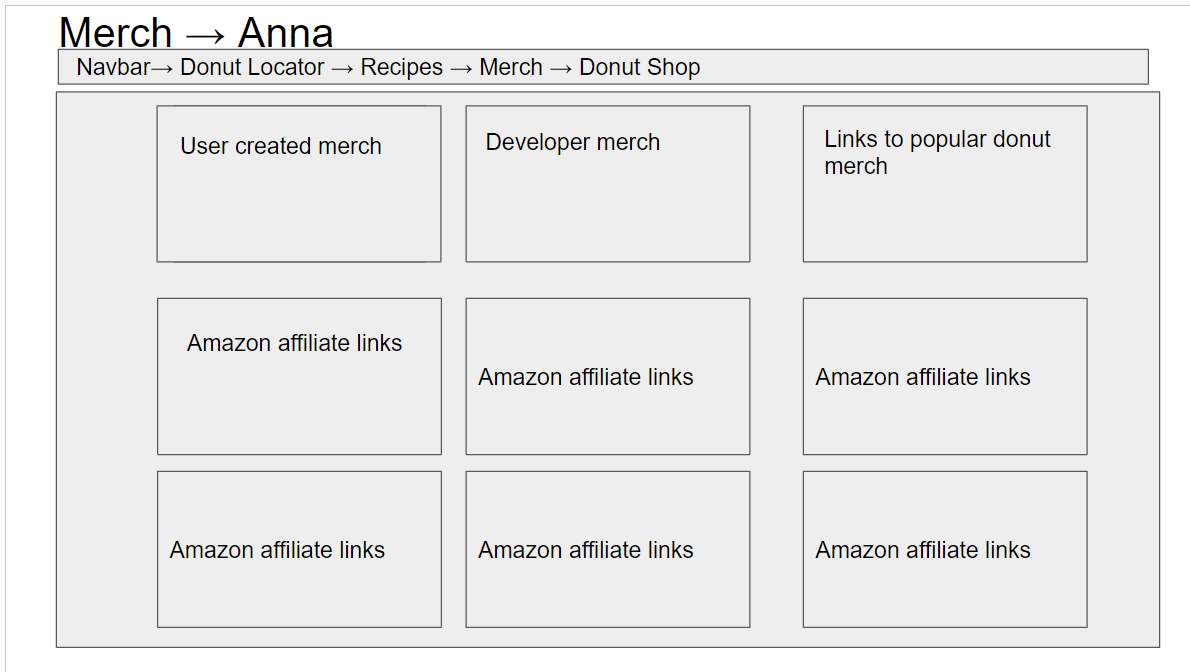 Merch → Anna
Navbar→ Donut Locator → Recipes → Merch → Donut Shop
User created merch
Developer merch
Links to popular donut
merch
Amazon affiliate links
Amazon affiliate links
Amazon affiliate links
Amazon affiliate links
Amazon affiliate links
Amazon affiliate links